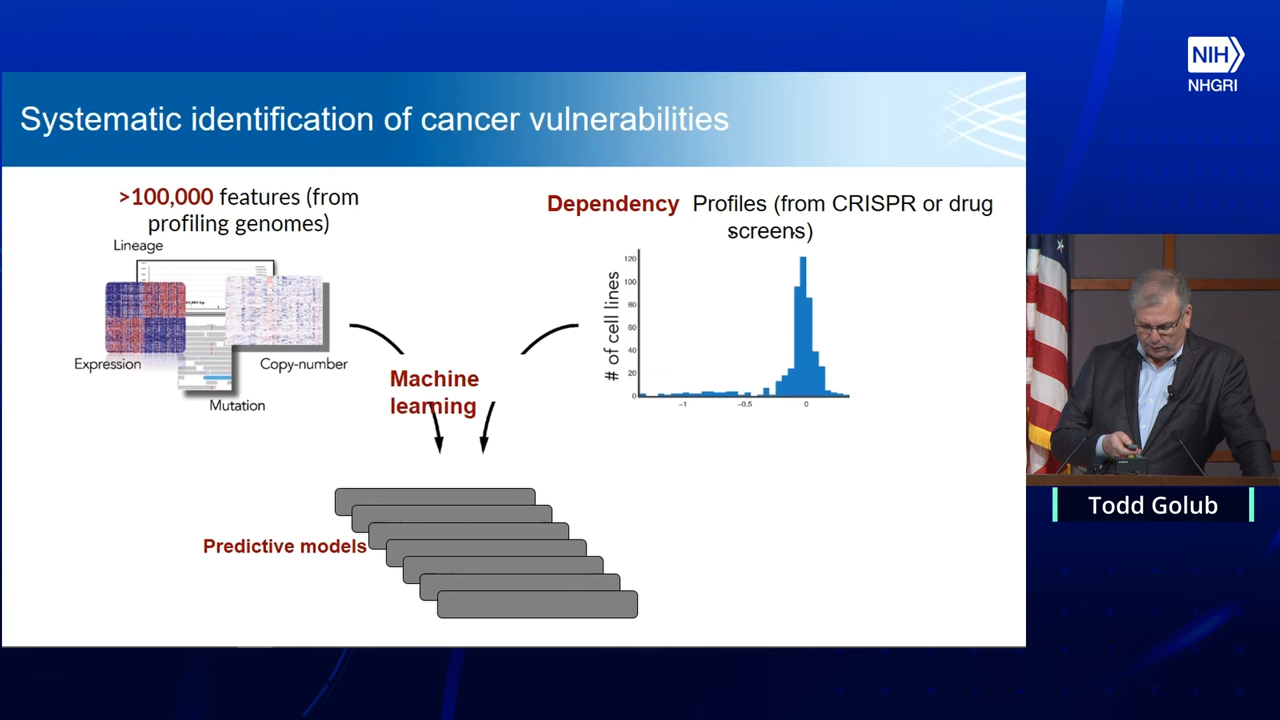 NIH
NHGRI
Systematic identification of cancer vulnerabilities
>100,000 features (from
profiling genomes)
Lineage
Expression
Copy-number
Mutation
Dependency Profiles (from CRISPR or drug
screens)
# of cell lines
120
100
80
60
40
20
0
-1
-0.5
0
Machine
learning
Predictive models
Todd Golub